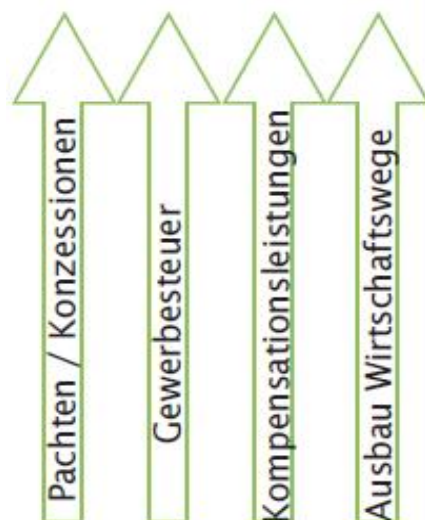 Pachten / Konzessionen
Gewerbesteuer
Kompensationsleistungen
Ausbau Wirtschaftswege